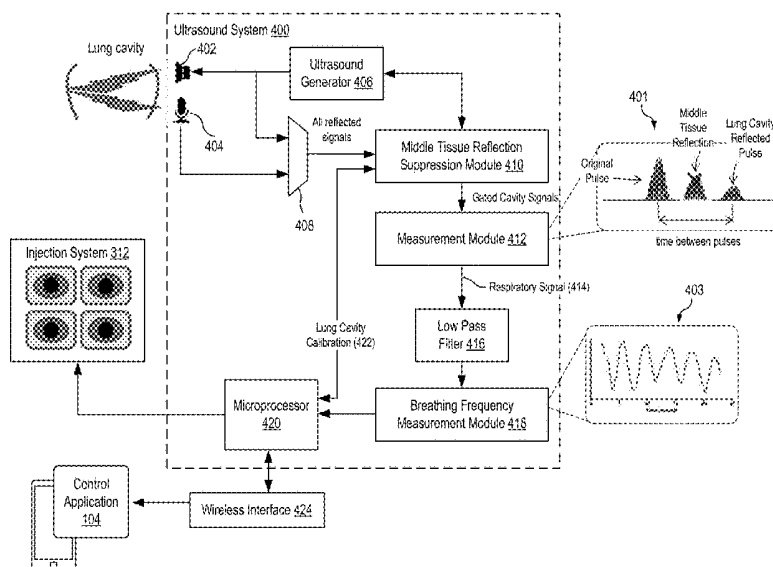 Ultrasound System 400
Lung cavity
402
404
Ultrasound
Generator 406
All reflected
signals
408
Middle Tissue Reflection
Suppression Module 410
Gated Cavity Signals
Measurement Module 412
Respiratory Signal (414)
Low Pass
Filter 416
Breathing Frequency
Measurement Module 418
Lung Cavity
Calibration (422)
Microprocessor
420
Wireless Interface 424
Injection System 312
Control
Application
104
401
Middle
Tissue
Reflection
Lung Cavity
Reflected
Pulse
Original
Pulse
time between pulses
403